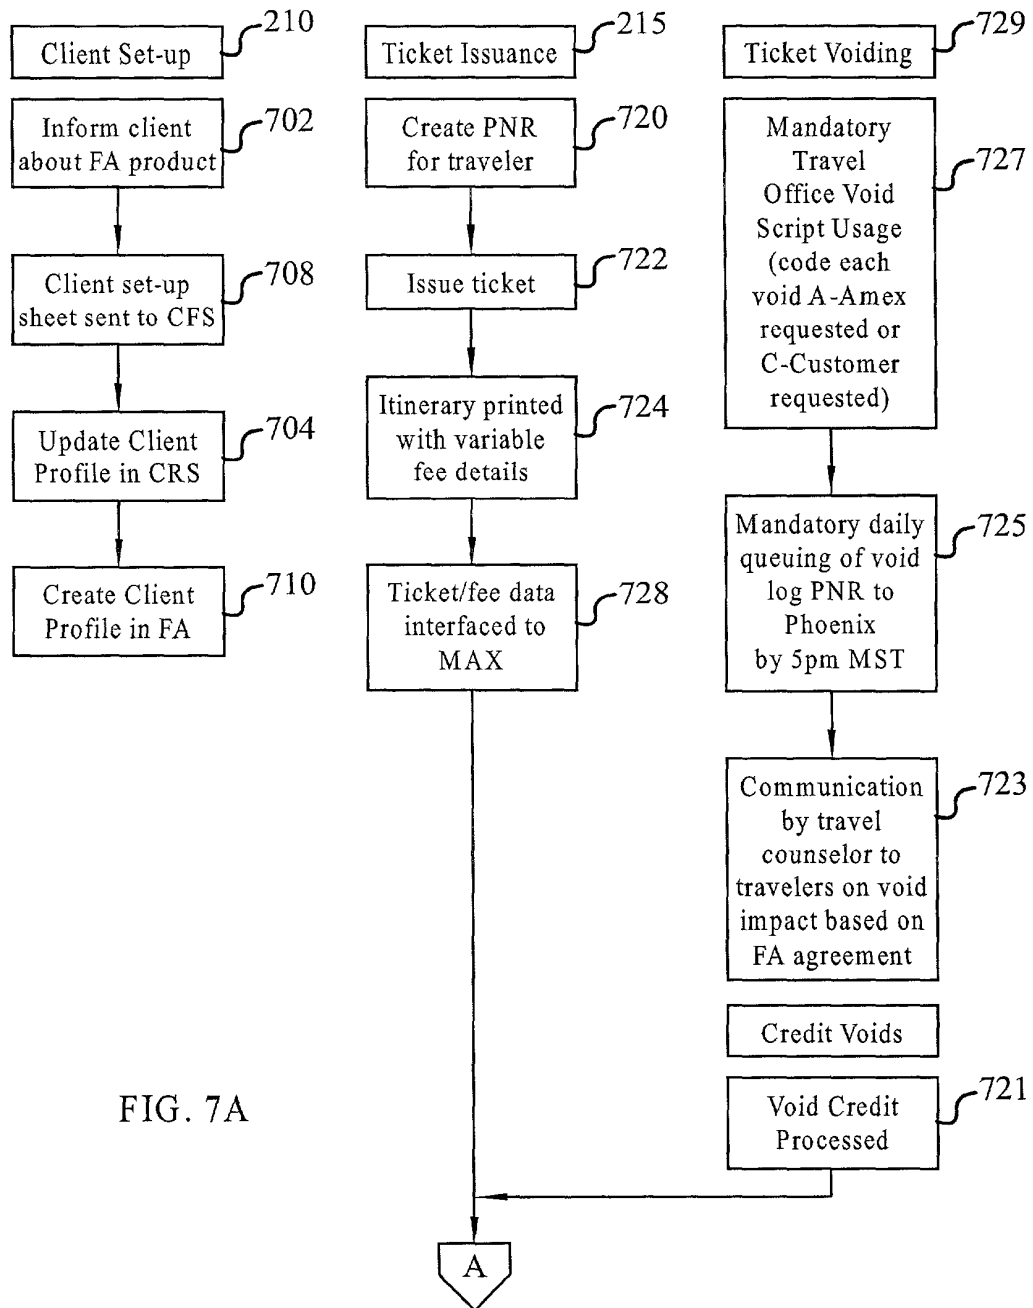 Client Set-up
210
Inform client
about FA product
702
Client set-up
sheet sent to CFS
708
Update Client
Profile in CRS
704
Create Client
Profile in FA
710
Ticket Issuance
215
Create PNR
for traveler
720
Issue ticket
722
Itinerary printed
with variable
fee details
724
Ticket/fee data
interfaced to
MAX
728
Ticket Voiding
729
Mandatory
Travel
Office Void
Script Usage
(code each
void A-Amex
requested or
C-Customer
requested)
727
Mandatory daily
queuing of void
log PNR to
Phoenix
by 5pm MST
725
Communication
by travel
counselor to
travelers on void
impact based on
FA agreement
723
Credit Voids
Void Credit
Processed
721
FIG. 7A
A